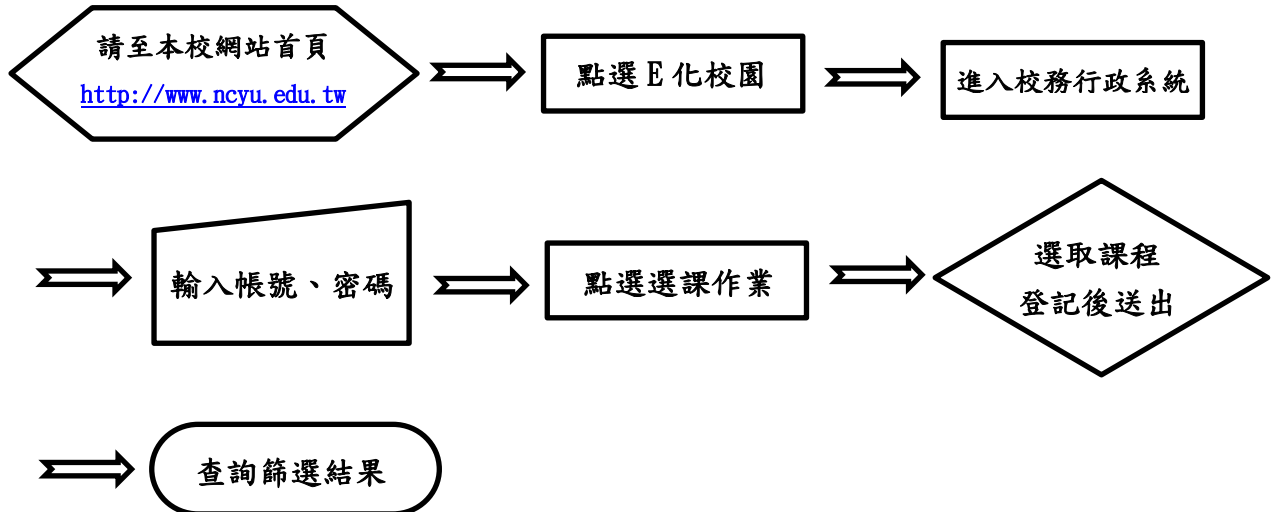 請至本校網站首頁
http://www.ncyu.edu.tw
點選E化校園
進入校務行政系統
輸入帳號、密碼
點選選課作業
選取課程
登記後送出
查詢篩選結果